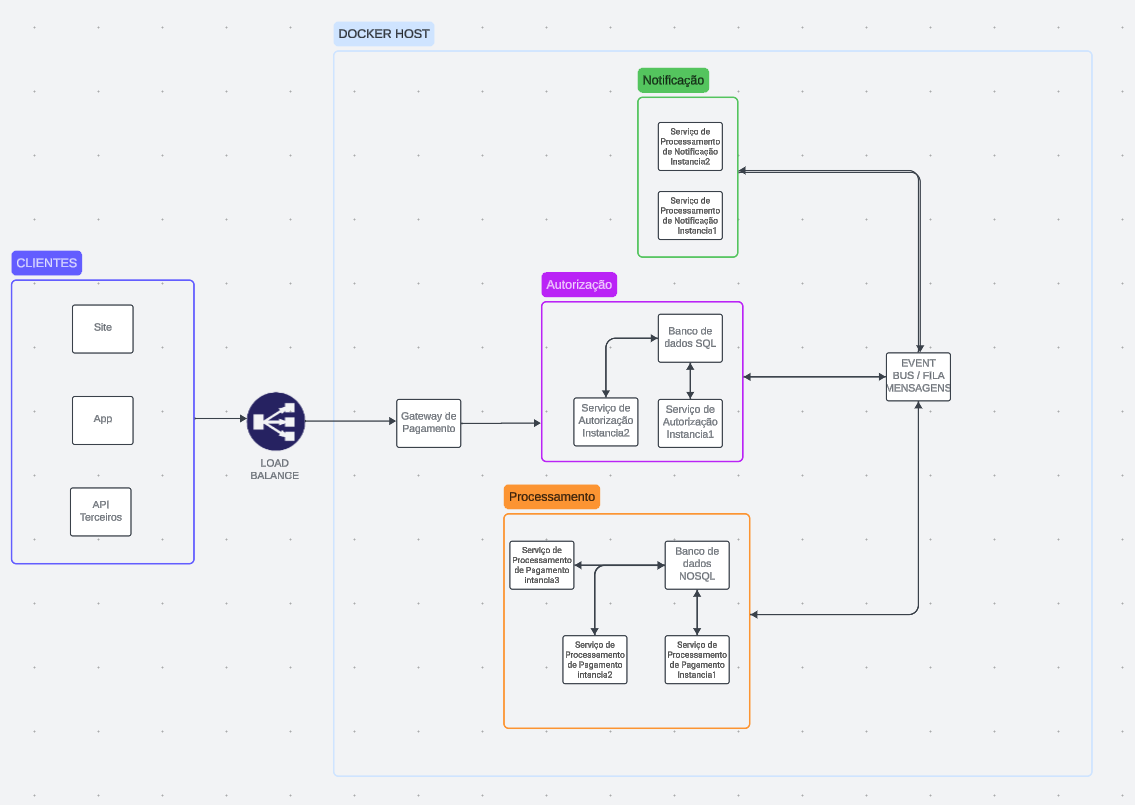 DOCKER HOST
Notificação
Serviço de
Processamento
de Notificação
Instancia2
Serviço de
Processamento
de Notificação
Instancia1
CLIENTES
Site
App
API
Terceiros
LOAD
BALANCE
Gateway de
Pagamento
Autorização
Banco de
dados SQL
Serviço de
Autorização
Instancia2
Serviço de
Autorização
Instancia1
EVENT
BUS / FILA
MENSAGENS
Processamento
Serviço de
Processamento
de Pagamento
intancia3
Banco de
dados
NOSQL
Serviço de
Processamento
de Pagamento
intancia2
Serviço de
Processamento
de Pagamento
Instancia1